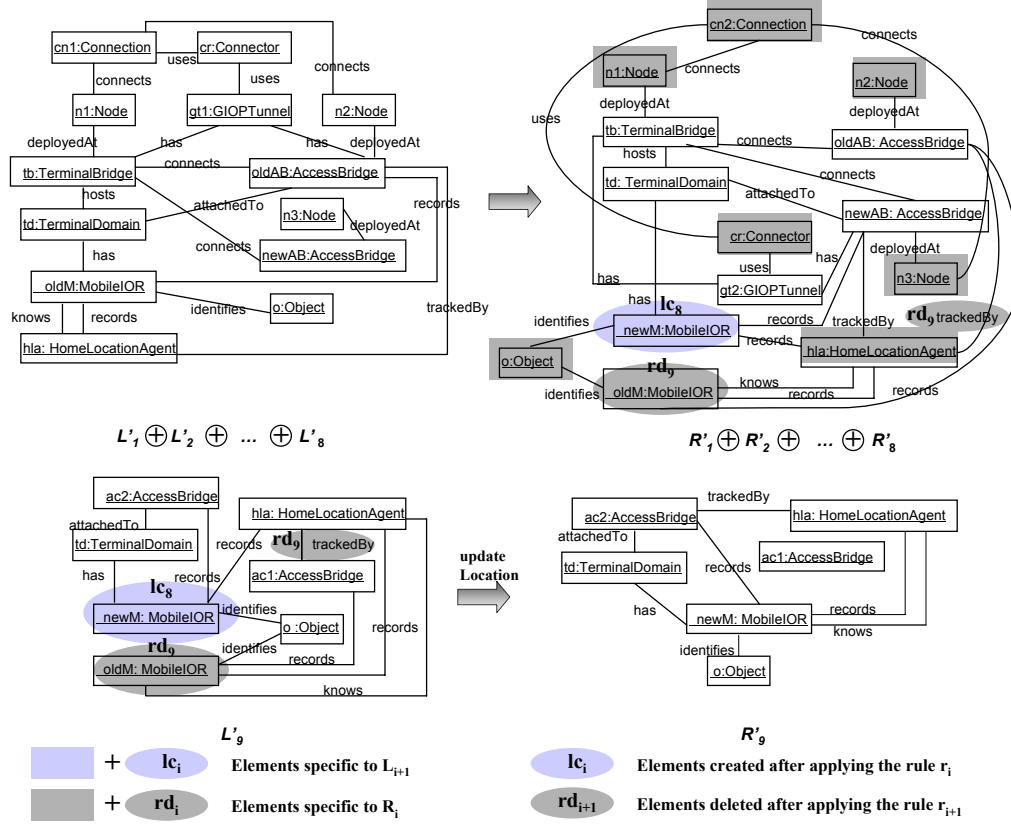 cn1:Connection
cr:Connector
uses
connects
uses
connects
n1:Node
gt1:GIOPTunnel
n2:Node
deployedAt
has
has
deployedAt
tb:TerminalBridge
connects
oldAB:AccessBridge
hosts
attachedTo
n3:Node
records
td:TerminalDomain
deployedAt
connects
newAB:AccessBridge
has
oldM:MobileIOR
identifies
o:Object
trackedBy
knows
records
hla: HomeLocationAgent
L'1 ⊕ L'2 ⊕ ... ⊕ L'8
cn2:Connection
connects
n1:Node
connects
n2:Node
deployedAt
deployedAt
uses
tb:TerminalBridge
connects
oldAB: AccessBridge
hosts
connects
td: TerminalDomain
attachedTo
newAB: AccessBridge
cr:Connector
has
deployedAt
uses
n3:Node
has
gt2:GIOPTunnel
has
lc8
rd9 trackedBy
identifies
newM:MobileIOR
records
trackedBy
records
hla:HomeLocationAgent
o:Object
rd9
knows
identifies
oldM:MobileIOR
records
records
R'1 ⊕ R'2 ⊕ ... ⊕ R'8
ac2:AccessBridge
hla: HomeLocationAgent
attachedTo
rd9
trackedBy
td:TerminalDomain
records
has
records
ac1:AccessBridge
lc8
newM: MobileIOR
identifies
o :Object
records
rd9
identifies
oldM: MobileIOR
records
knows
L'9
update
Location
trackedBy
ac2:AccessBridge
hla: HomeLocationAgent
attachedTo
td:TerminalDomain
ac1:AccessBridge
records
has
newM: MobileIOR
records
knows
identifies
o:Object
R'9
+ lci Elements specific to Li+1
lci Elements created after applying the rule ri
+ rdi Elements specific to Ri
rdi+1 Elements deleted after applying the rule ri+1